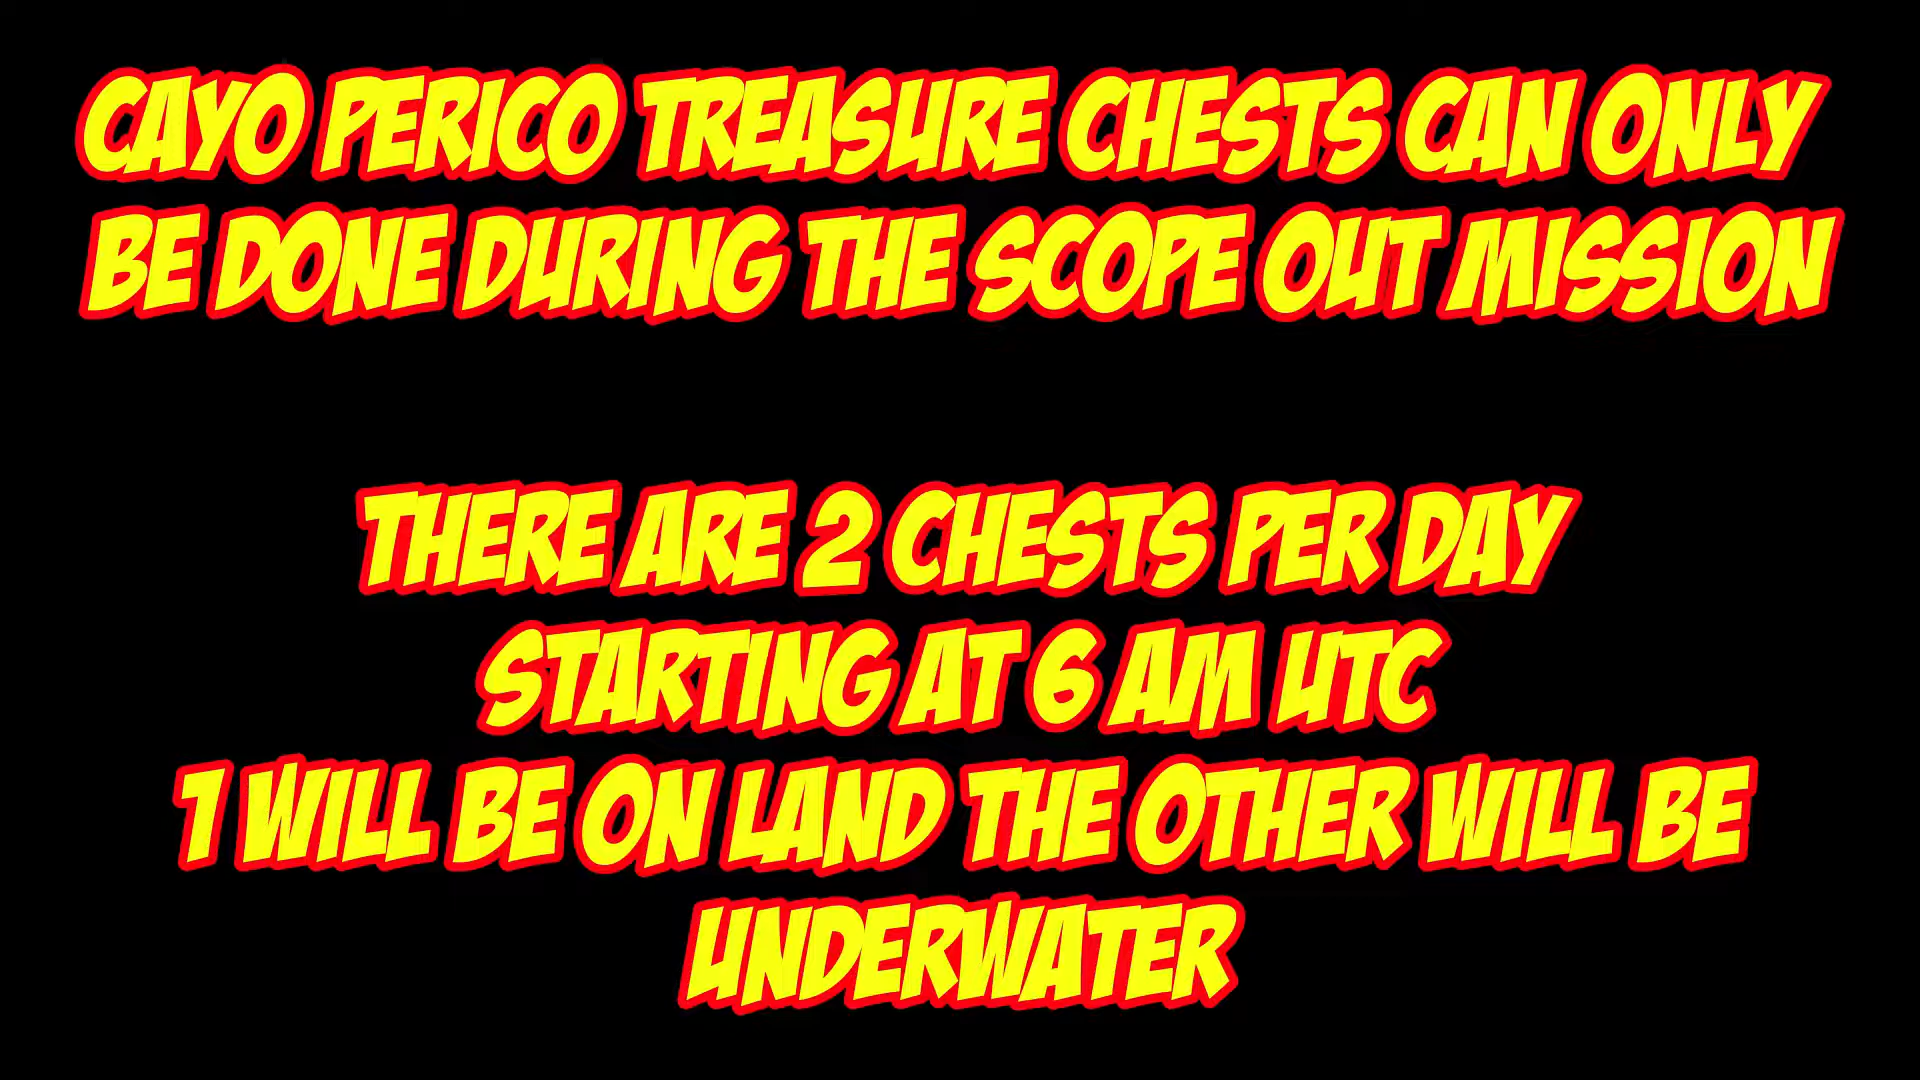 CAYO PERICO TREASURE CHESTS CAN ONLY
BE DONE DURING THE SCOPE OUT MISSION
THERE ARE 2 CHESTS PER DAY
STARTING AT 6 AM UTC
1 WILL BE ON LAND THE OTHER WILL BE
UNDERWATER